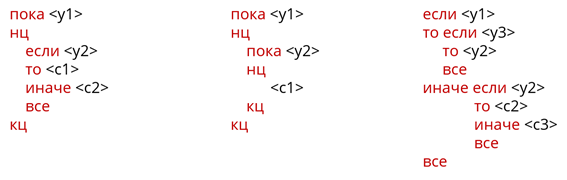 пока <у1>
нц
если <у2>
то <с1>
иначе <с2>
все
кц
пока <у1>
нц
пока <у2>
нц
<с1>
кц
кц
если <у1>
то если <у3>
то <у2>
все
иначе если <у2>
то <с2>
иначе <с3>
все
все